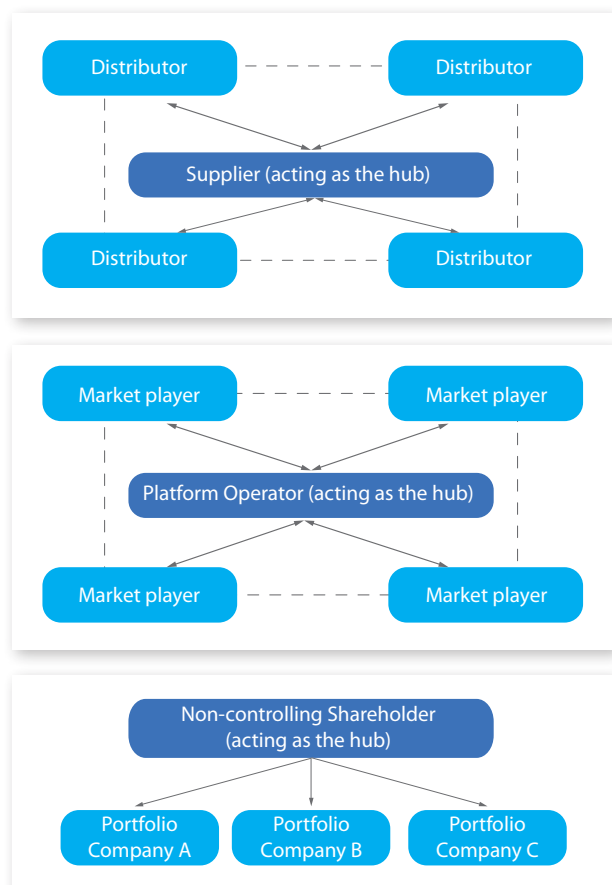 Distributor
Distributor
Supplier (acting as the hub)
Distributor
Distributor
Market player
Market player
Platform Operator (acting as the hub)
Market player
Market player
Non-controlling Shareholder
(acting as the hub)
Portfolio
Company A
Portfolio
Company B
Portfolio
Company C